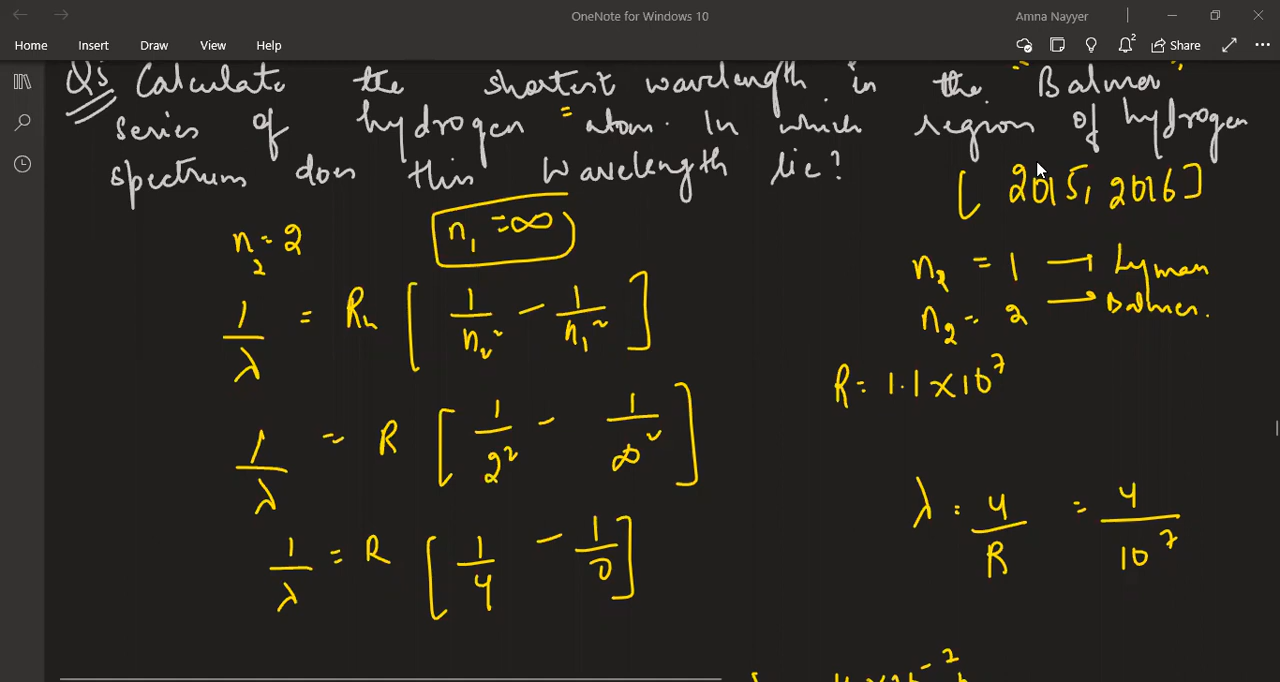 OneNote for Windows 10
Amna Nayyer
Home Insert Draw View Help
Share
Q5 Calculate the shortest wavelength in the "Balmer"
series of hydrogen = atom. In which region of hydrogen
spectrum does this wavelength lie?
[2015, 2016]
n₂ = 2
n₁ = ∞
n₂ = 1 → Lyman
1/λ = Rh [1/n₂² − 1/n₁²]
n₂ = 2 → Balmer.
R = 1.1 × 10⁷
1/λ = R [1/2² − 1/∞²]
λ = 4/R = 4/10⁷
1/λ = R [1/4 − 1/0]